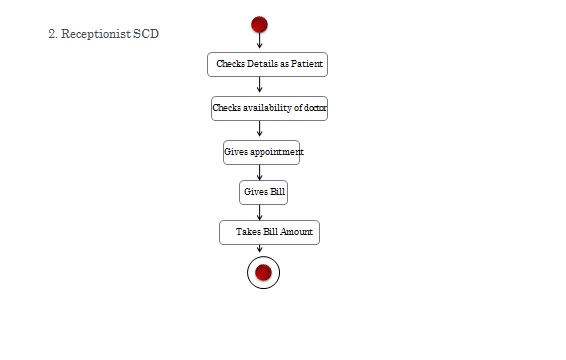 2. Receptionist SCD
Checks Details as Patient
Checks availability of doctor
Gives appointment
Gives Bill
Takes Bill Amount